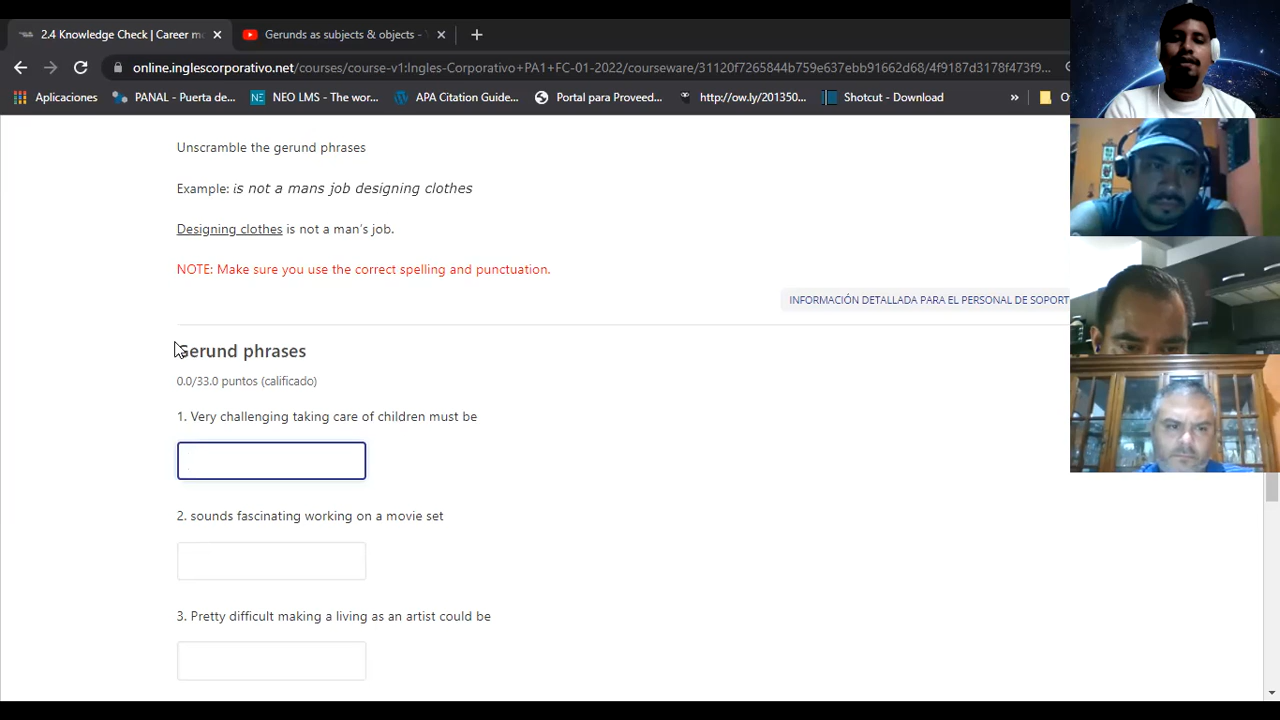 2.4 Knowledge Check | Career m
Gerunds as subjects & objects -
online.inglescorporativo.net/courses/course-v1:Ingles-Corpora
+PA1+FC-01-2022/courseware/31120f7265844b759e637ebb91662d68/4f9187d3178f473f9...
Aplicaciones
PANAL - Puerta de...
NEO LMS - The wor...
APA Citation Guide...
Portal para Proveed...
http://ow.ly/201350...
Shotcut - Download
»
Unscramble the gerund phrases
Example: is not a mans job designing clothes
Designing clothes is not a man’s job.
NOTE: Make sure you use the correct spelling and punctuation.
INFORMACIÓN DETALLADA PARA EL PERSONAL DE SOPORT
Gerund phrases
0.0/33.0 puntos (calificado)
1. Very challenging taking care of children must be
2. sounds fascinating working on a movie set
3. Pretty difficult making a living as an artist could be